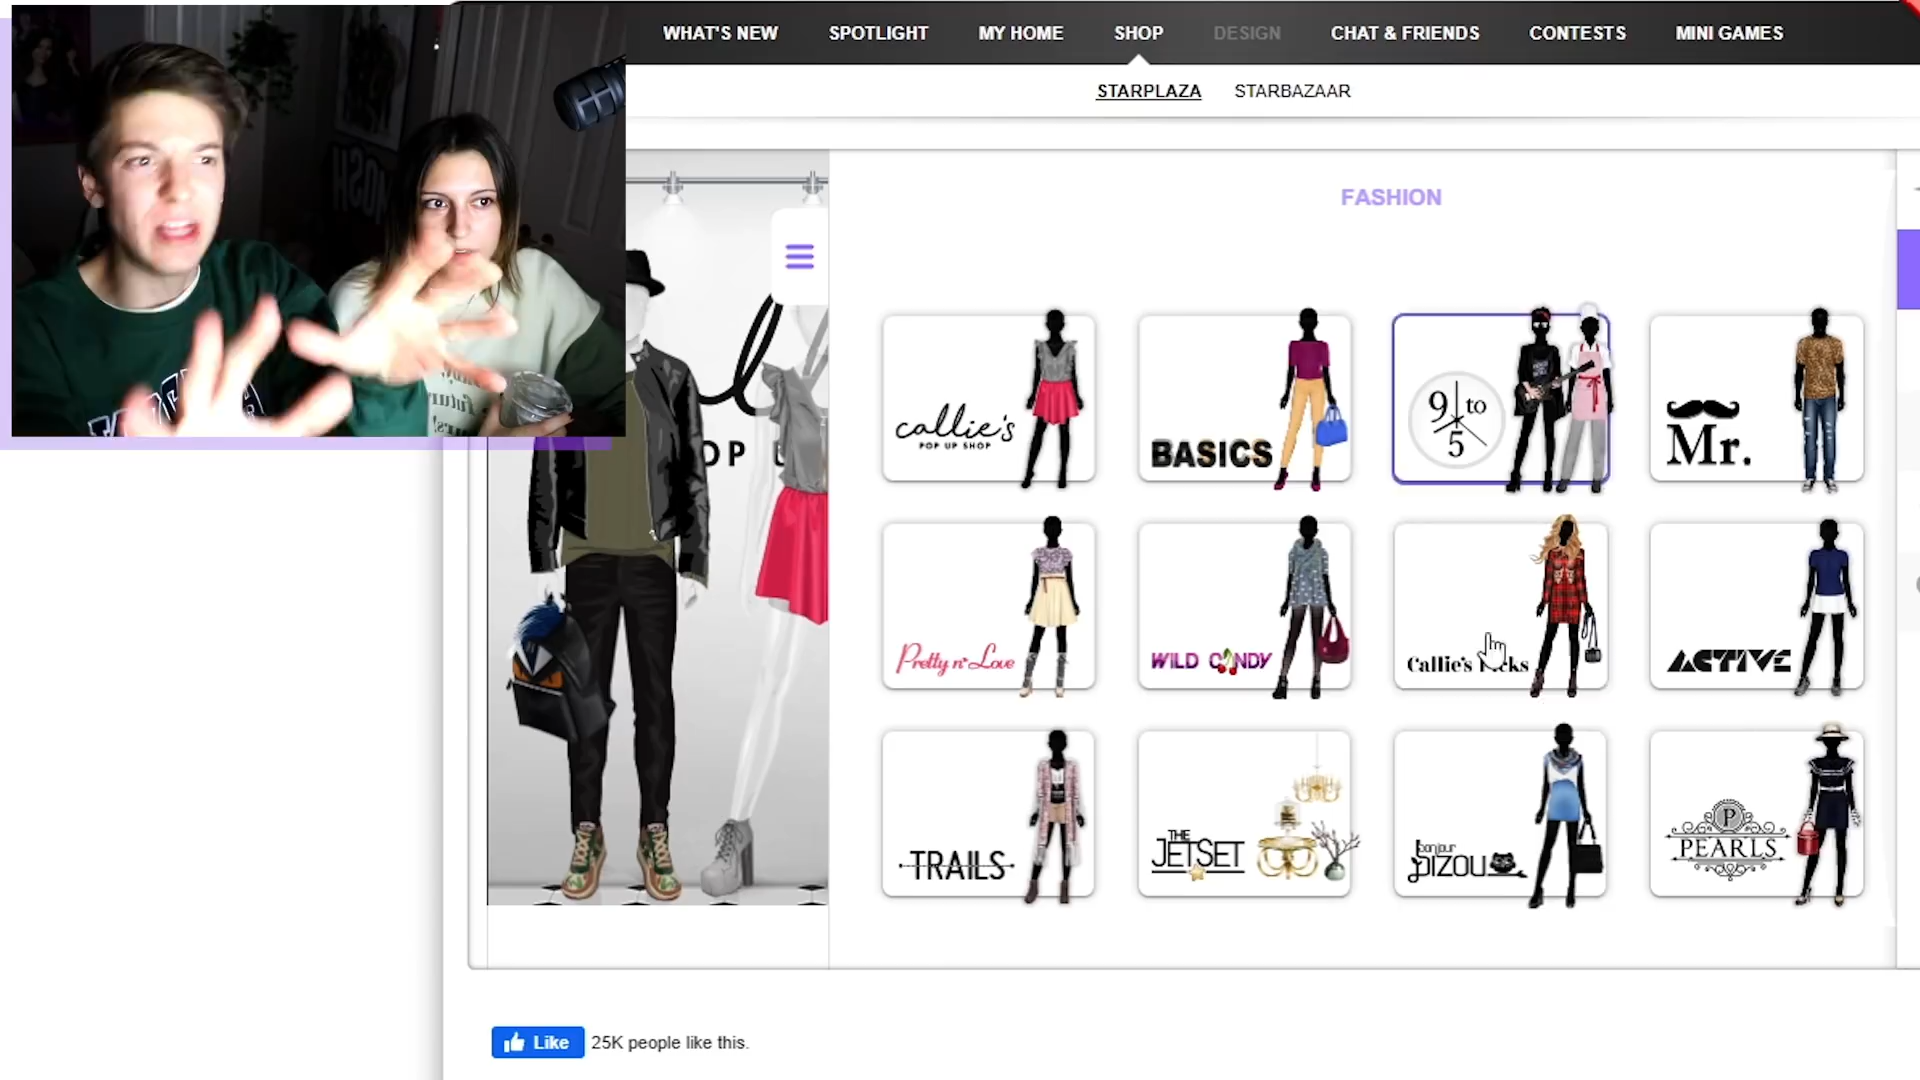 WHAT'S NEW SPOTLIGHT MY HOME SHOP DESIGN CHAT & FRIENDS CONTESTS MINI GAMES
STARPLAZA STARBAZAAR
FASHION
callie's
POP UP SHOP
BASICS
9 to 5
Mr.
OP U
Pretty n' Love
WILD CANDY
Callie's
ACTIVE
TRAILS
THE
JETSET
bonjour
BIZOU
P
PEARLS
Like 25K people like this.